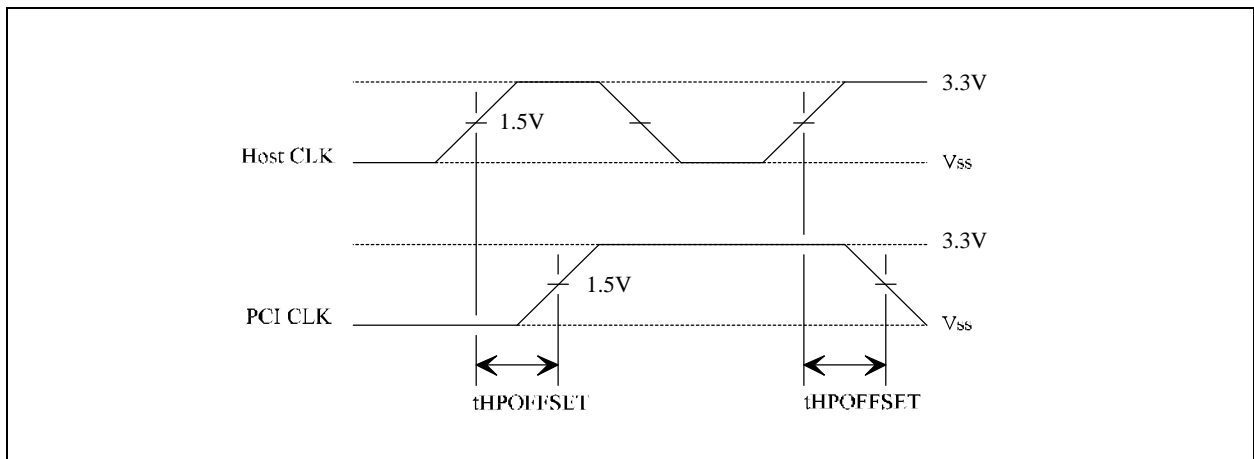 3.3V
1.5V
Host CLK
Vss
3.3V
1.5V
PCI CLK
Vss
tHPOFFSET tHPOFFSET